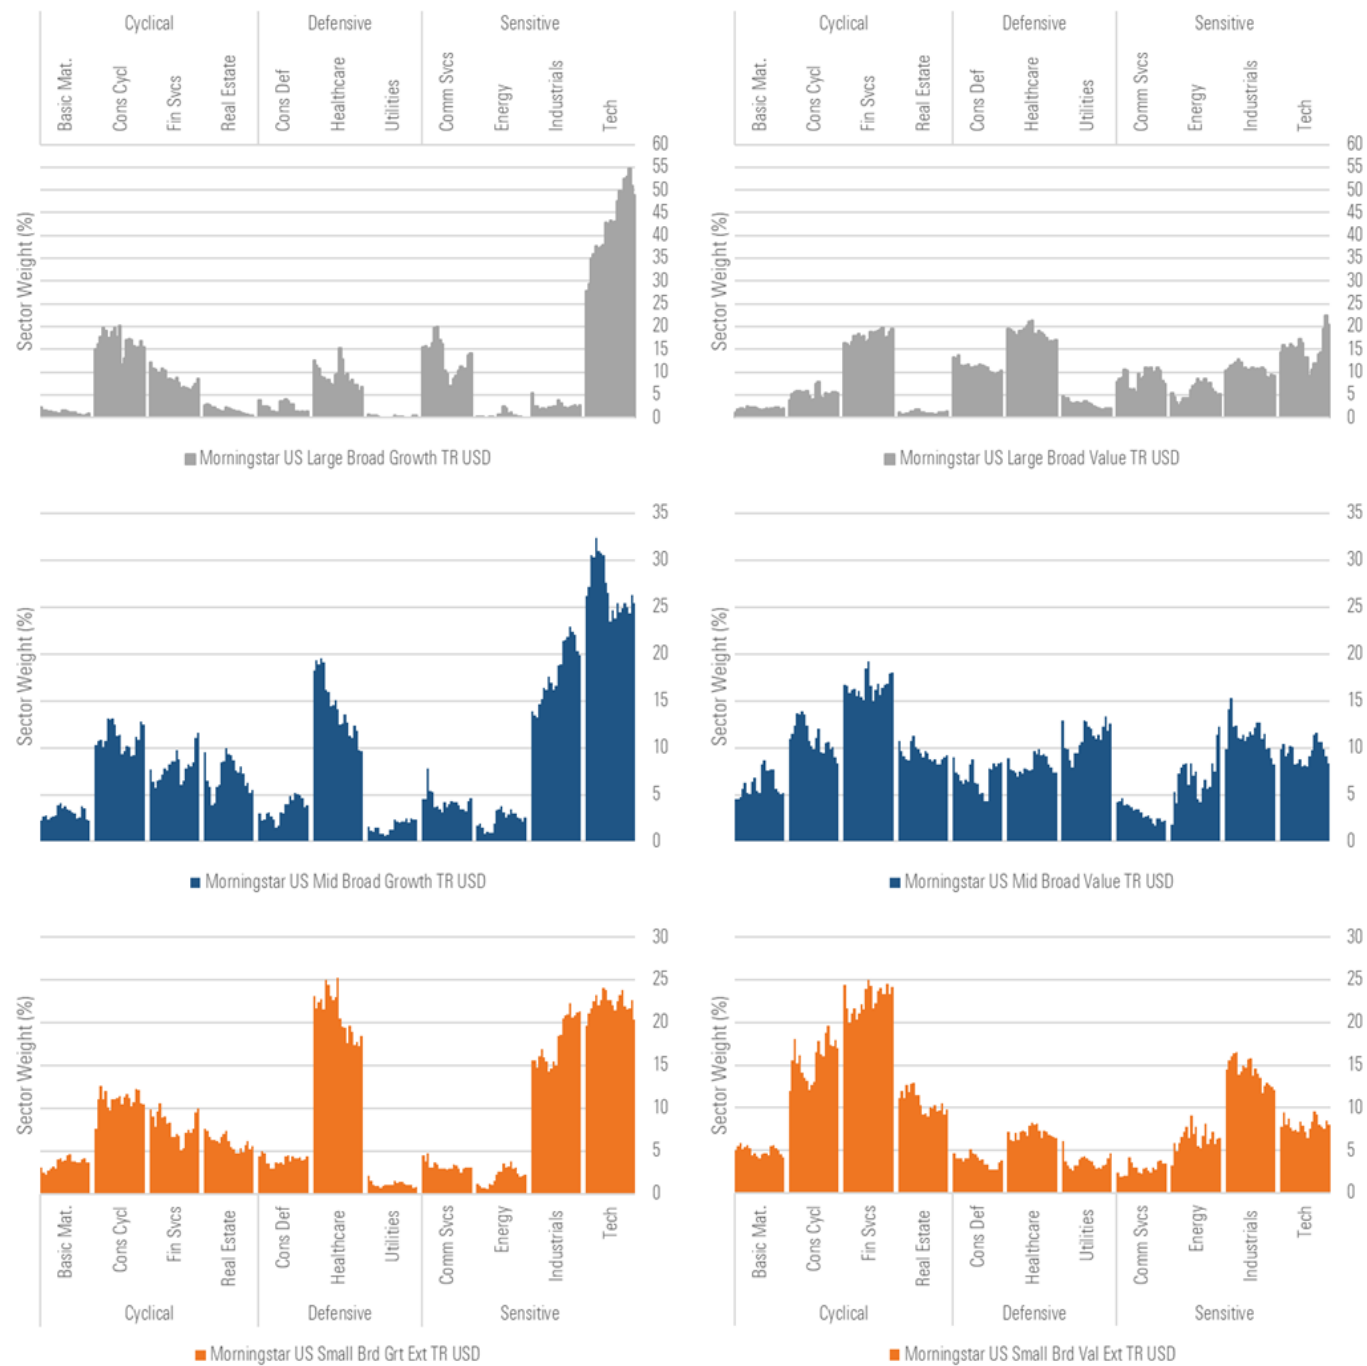 Cyclical Defensive Sensitive Cyclical Defensive Sensitive
Basic Mat. Cons Cycl Fin Svcs Real Estate Cons Def Healthcare Utilities Comm Svcs Energy Industrials Tech Basic Mat. Cons Cycl Fin Svcs Real Estate Cons Def Healthcare Utilities Comm Svcs Energy Industrials Tech
60 60
55 55
50 50
45 45
40 40
35 35
30 30
25 25
20 20
15 15
10 10
5 5
0 0
Sector Weight (%) Sector Weight (%)
Morningstar US Large Broad Growth TR USD Morningstar US Large Broad Value TR USD
35 35
30 30
25 25
20 20
15 15
10 10
5 5
0 0
Sector Weight (%) Sector Weight (%)
Morningstar US Mid Broad Growth TR USD Morningstar US Mid Broad Value TR USD
30 30
25 25
20 20
15 15
10 10
5 5
0 0
Sector Weight (%) Sector Weight (%)
Basic Mat. Cons Cycl Fin Svcs Real Estate Cons Def Healthcare Utilities Comm Svcs Energy Industrials Tech Basic Mat. Cons Cycl Fin Svcs Real Estate Cons Def Healthcare Utilities Comm Svcs Energy Industrials Tech
Cyclical Defensive Sensitive Cyclical Defensive Sensitive
Morningstar US Small Brd Grt Ext TR USD Morningstar US Small Brd Val Ext TR USD